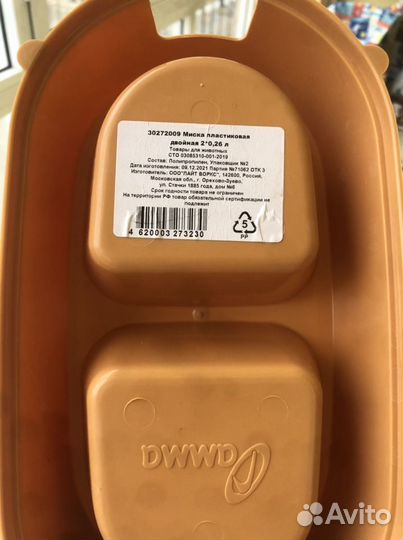 30272009 Миска пластиковая
двойная 2*0,26 л
Товары для животных
СТО 03085310-001-2019
Состав: Полипропилен, Упаковщик №2
Дата изготовления: 09.12.2021 Партия №71062 ОТК 3
Изготовитель: ООО"ЛАЙТ ВОРКС", 142600, Россия,
Московская обл., г. Орехово-Зуево,
ул. Стачки 1885 года, дом №6
Срок годности товара не ограничен
На территории РФ товар обязательной сертификации не
подлежит
4 620003 273230
5
PP
Gamma
Avito